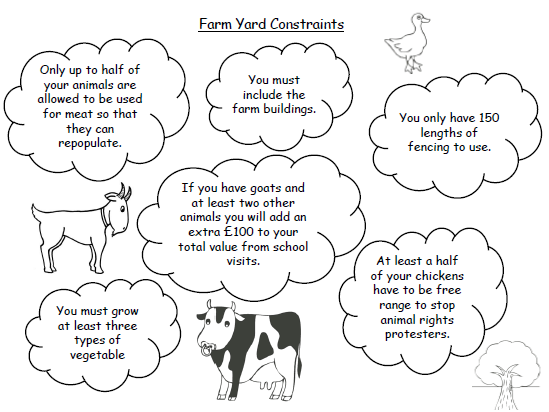 Farm Yard Constraints
Only up to half of
your animals are
allowed to be used
for meat so that
they can
repopulate.
You must
include the
farm buildings.
You only have 150
lengths of
fencing to use.
If you have goats and
at least two other
animals you will add an
extra £100 to your
total value from school
visits.
At least a half
of your chickens
have to be free
range to stop
animal rights
protesters.
You must grow
at least three
types of
vegetable